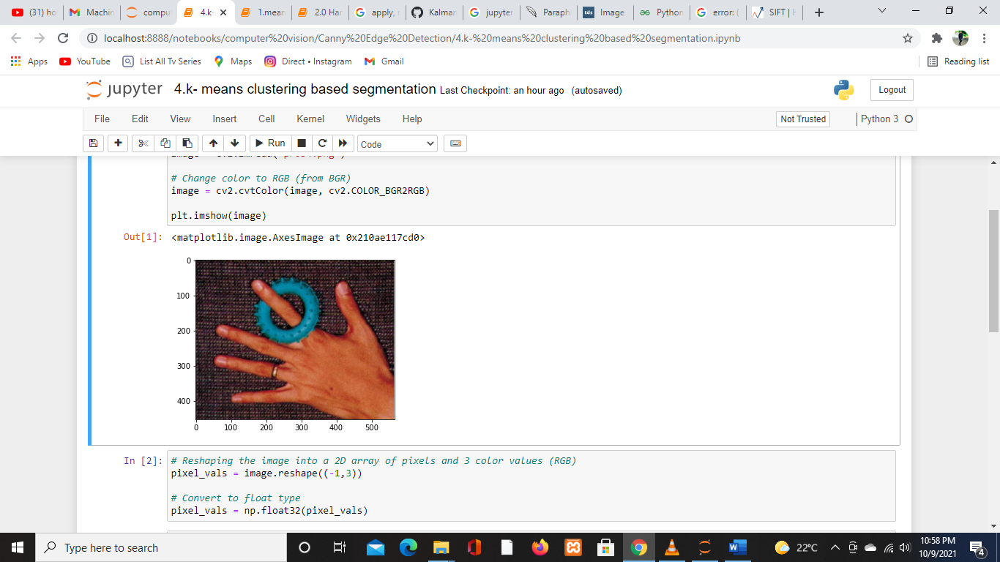 (31) ho
Machin
compu
4.k-
1.mean
2.0 Har
apply,
Kalman
jupyter
Paraph
tds
Image
Python
error: (
SIFT |
localhost:8888/notebooks/computer%20vision/Canny%20Edge%20Detection/4.k-%20means%20clustering%20based%20segmentation.ipynb
Apps
YouTube
List All Tv Series
Maps
Direct • Instagram
Gmail
Reading list
jupyter
4.k- means clustering based segmentation Last Checkpoint: an hour ago (autosaved)
Logout
File Edit View Insert Cell Kernel Widgets Help
Not Trusted
Python 3
Run
Code
# Change color to RGB (from BGR)
image = cv2.cvtColor(image, cv2.COLOR_BGR2RGB)
plt.imshow(image)
Out[1]: <matplotlib.image.AxesImage at 0x210ae117cd0>
0
100
200
300
400
0 100 200 300 400 500
In [2]: # Reshaping the image into a 2D array of pixels and 3 color values (RGB)
pixel_vals = image.reshape((-1,3))
# Convert to float type
pixel_vals = np.float32(pixel_vals)
Type here to search
22°C
10:58 PM
10/9/2021
4